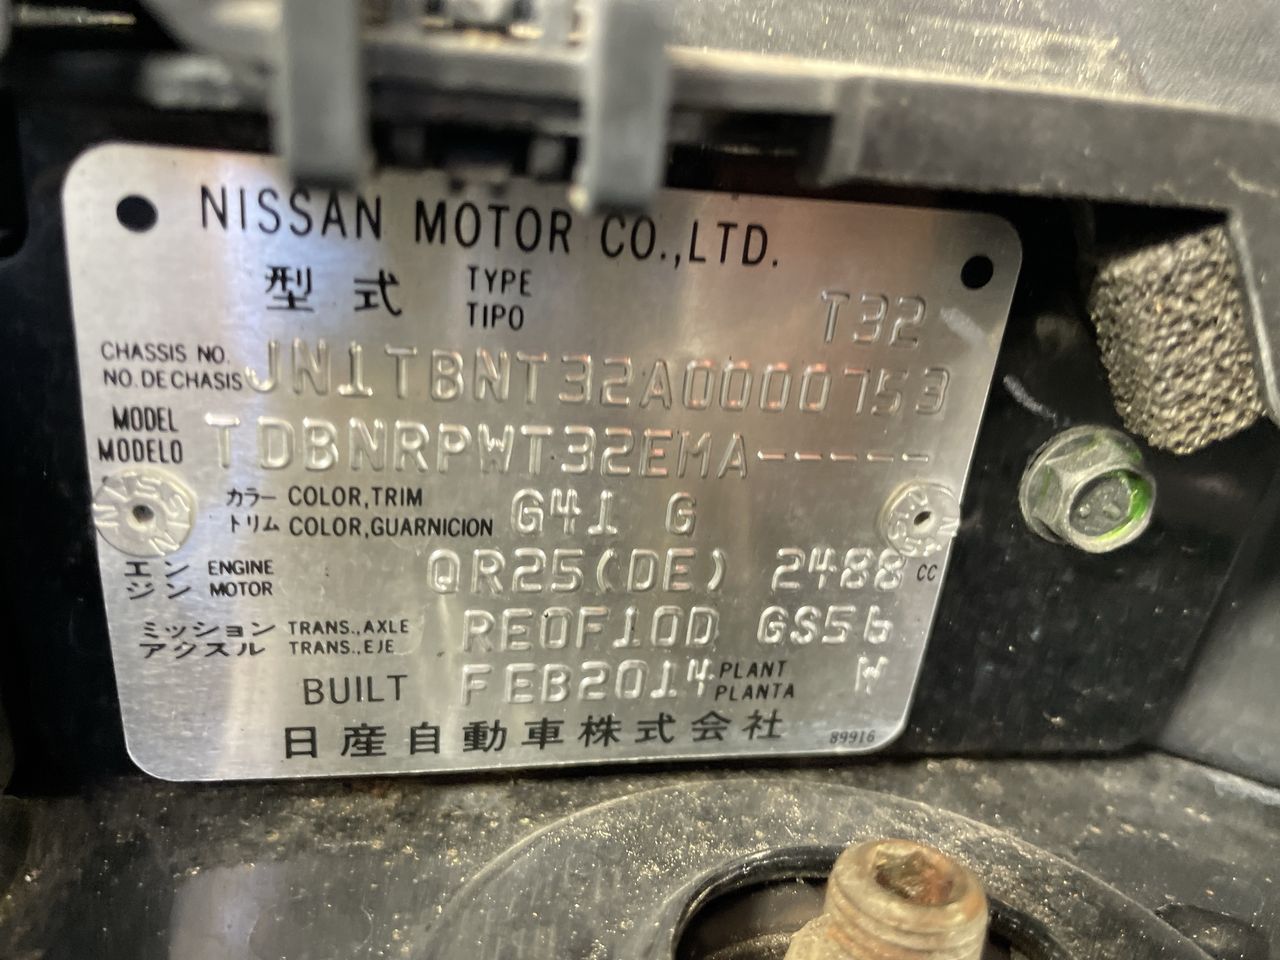 NISSAN MOTOR CO.,LTD.
型式 TYPE T32
TIPO
CHASSIS NO. JN1TBNT32A0000753
NO.DE CHASIS
MODEL TDBNRPWT32EMA-----
MODELO
カラー COLOR,TRIM G41 G
トリム COLOR,GUARNICION
エン ENGINE QR25(DE) 2488 CC
ジン MOTOR
ミッション TRANS.,AXLE RE0F10D GS56
アクスル TRANS.,EJE
BUILT FEB2014 PLANT W
PLANTA
日産自動車株式会社 89916